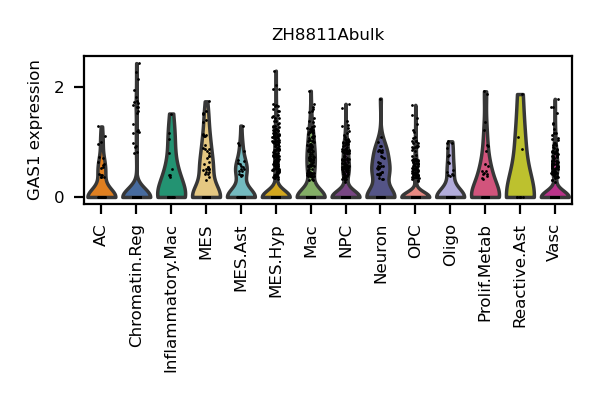 ZH8811Abulk
GAS1 expression
2
0
AC
Chromatin.Reg
Inflammatory.Mac
MES
MES.Ast
MES.Hyp
Mac
NPC
Neuron
OPC
Oligo
Prolif.Metab
Reactive.Ast
Vasc